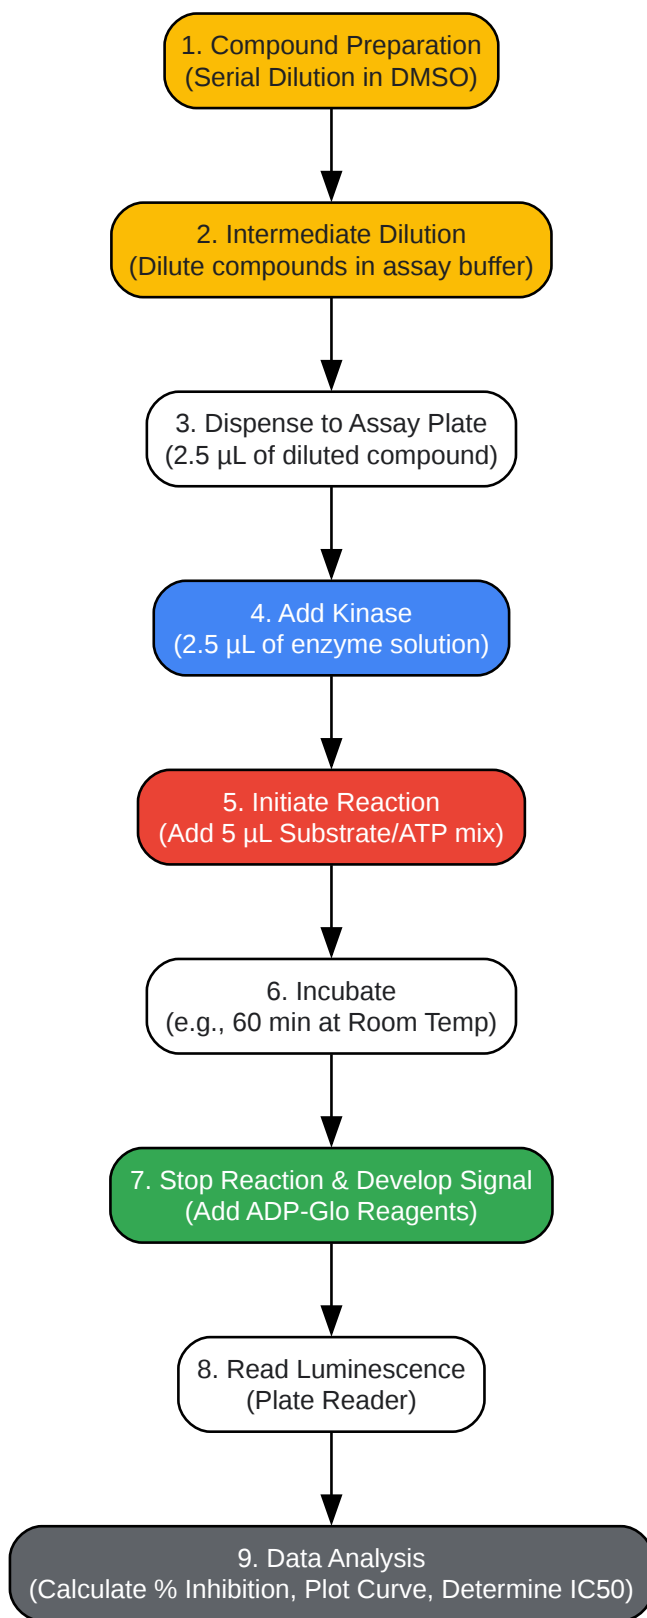 1. Compound Preparation
(Serial Dilution in DMSO)
2. Intermediate Dilution
(Dilute compounds in assay buffer)
3. Dispense to Assay Plate
(2.5 µL of diluted compound)
4. Add Kinase
(2.5 µL of enzyme solution)
5. Initiate Reaction
(Add 5 µL Substrate/ATP mix)
6. Incubate
(e.g., 60 min at Room Temp)
7. Stop Reaction & Develop Signal
(Add ADP-Glo Reagents)
8. Read Luminescence
(Plate Reader)
9. Data Analysis
(Calculate % Inhibition, Plot Curve, Determine IC50)